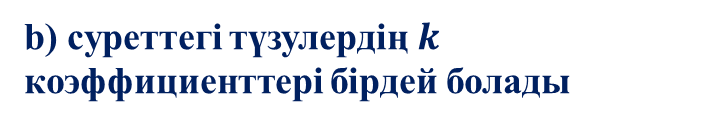 b) суреттегі түзулердің k
коэффициенттері бірдей болады